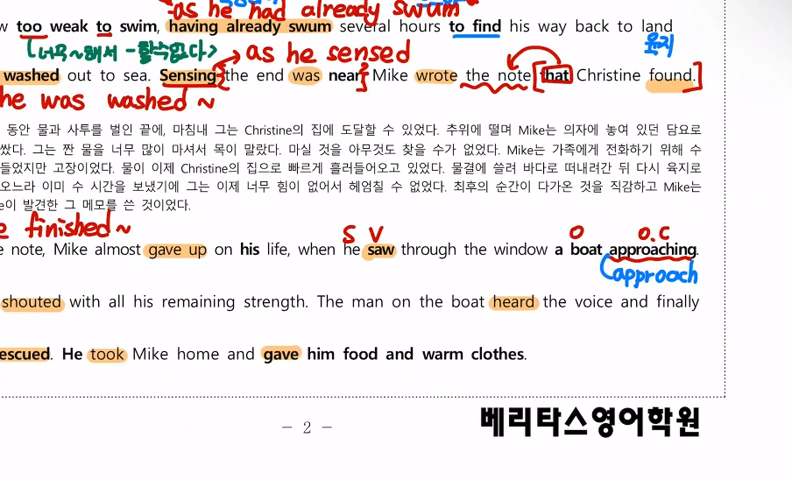 as he had already swum
w too weak to swim, having already swum several hours to find his way back to land
(너무~해서 -할수없다>
as he sensed
육지
washed out to sea. Sensing the end was near, Mike wrote the note that Christine found.
he was washed ~
동안 물과 사투를 벌인 끝에, 마침내 그는 Christine의 집에 도달할 수 있었다. 추위에 떨며 Mike는 의자에 놓여 있던 담요로
쌌다. 그는 짠 물을 너무 많이 마셔서 목이 말랐다. 마실 것을 아무것도 찾을 수가 없었다. Mike는 가족에게 전화하기 위해 수
들었지만 고장이었다. 물이 이제 Christine의 집으로 빠르게 흘러들어오고 있었다. 물결에 쓸려 바다로 떠내려간 뒤 다시 육지로
오느라 이미 수 시간을 보냈기에 그는 이제 너무 힘이 없어서 헤엄칠 수 없었다. 최후의 순간이 다가온 것을 직감하고 Mike는
e이 발견한 그 메모를 쓴 것이었다.
e finished ~
S V O O.C
e note, Mike almost gave up on his life, when he saw through the window a boat approaching.
(approach
shouted with all his remaining strength. The man on the boat heard the voice and finally
escued. He took Mike home and gave him food and warm clothes.
- 2 -
베리타스영어학원